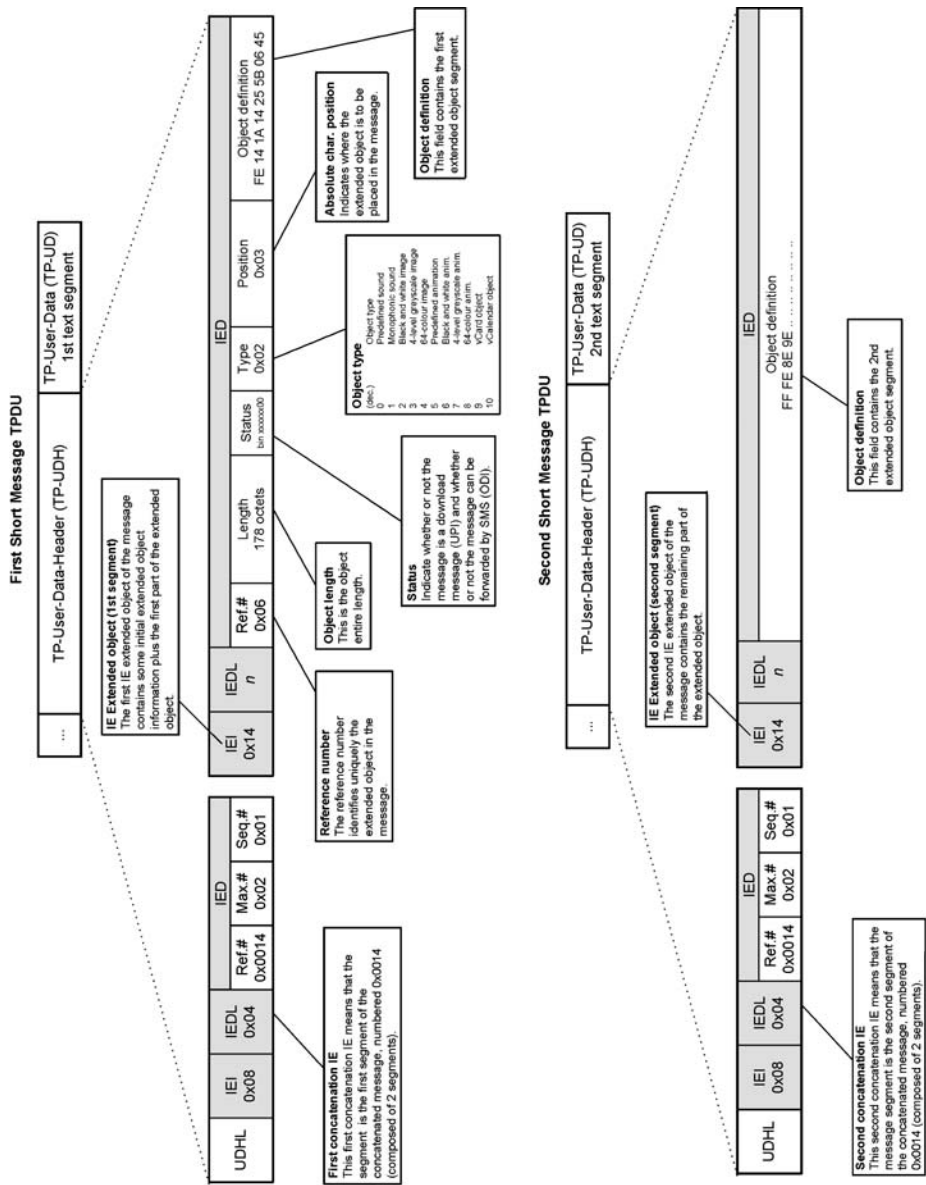 First Short Message TPDU
...
TP-User-Data-Header (TP-UDH)
TP-User-Data (TP-UD)
1st text segment
IE Extended object (1st segment)
The first IE extended object of the message
contains some initial extended object
information plus the first part of the extended
object.
UDHL
IEI
0x08
IEDL
0x04
IED
Ref.#
0x0014
Max.#
0x02
Seq.#
0x01
IEI
0x14
IEDL
n
IED
Ref.#
0x06
Length
178 octets
Status
bin xxxxxx00
Type
0x02
Position
0x03
Object definition
FE 14 1A 14 25 5B 06 45
First concatenation IE
This first concatenation IE means that the
segment is the first segment of the
concatenated message, numbered 0x0014
(composed of 2 segments).
Reference number
The reference number
identifies uniquely the
extended object in the
message.
Object length
This is the object
entire length.
Status
Indicate whether or not the
message is a download
message (UPI) and whether
or not the message can be
forwarded by SMS (ODI).
Object type
(dec.) Object type
0 Predefined sound
1 Monophonic sound
2 Black and white image
3 4-level greyscale image
4 64-colour image
5 Predefined animation
6 Black and white anim.
7 4-level greyscale anim.
8 64-colour anim.
9 vCard object
10 vCalendar object
Absolute char. position
Indicates where the
extended object is to be
placed in the message.
Object definition
This field contains the first
extended object segment.
Second Short Message TPDU
...
TP-User-Data-Header (TP-UDH)
TP-User-Data (TP-UD)
2nd text segment
IE Extended object (second segment)
The second IE extended object of the
message contains the remaining part of
the extended object.
UDHL
IEI
0x08
IEDL
0x04
IED
Ref.#
0x0014
Max.#
0x02
Seq.#
0x01
IEI
0x14
IEDL
n
IED
Object definition
FF FE 8E 9E .. .. .. .. .. .. ..
Second concatenation IE
This second concatenation IE means that the
message segment is the second segment of
the concatenated message, numbered
0x0014 (composed of 2 segments).
Object definition
This field contains the 2nd
extended object segment.